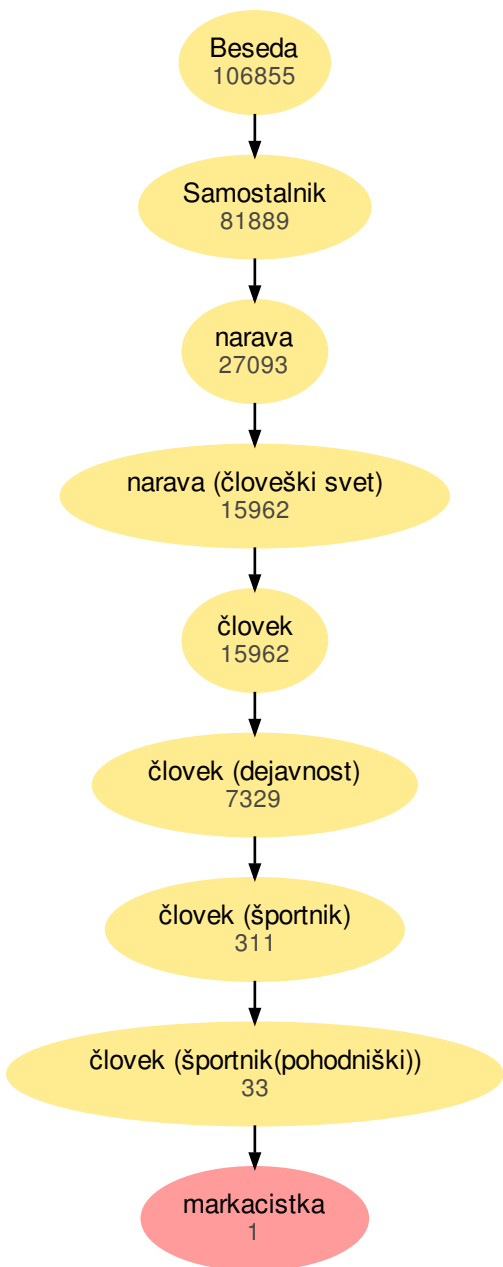 Beseda
106855
Samostalnik
81889
narava
27093
narava (človeški svet)
15962
človek
15962
človek (dejavnost)
7329
človek (športnik)
311
človek (športnik(pohodniški))
33
markacistka
1